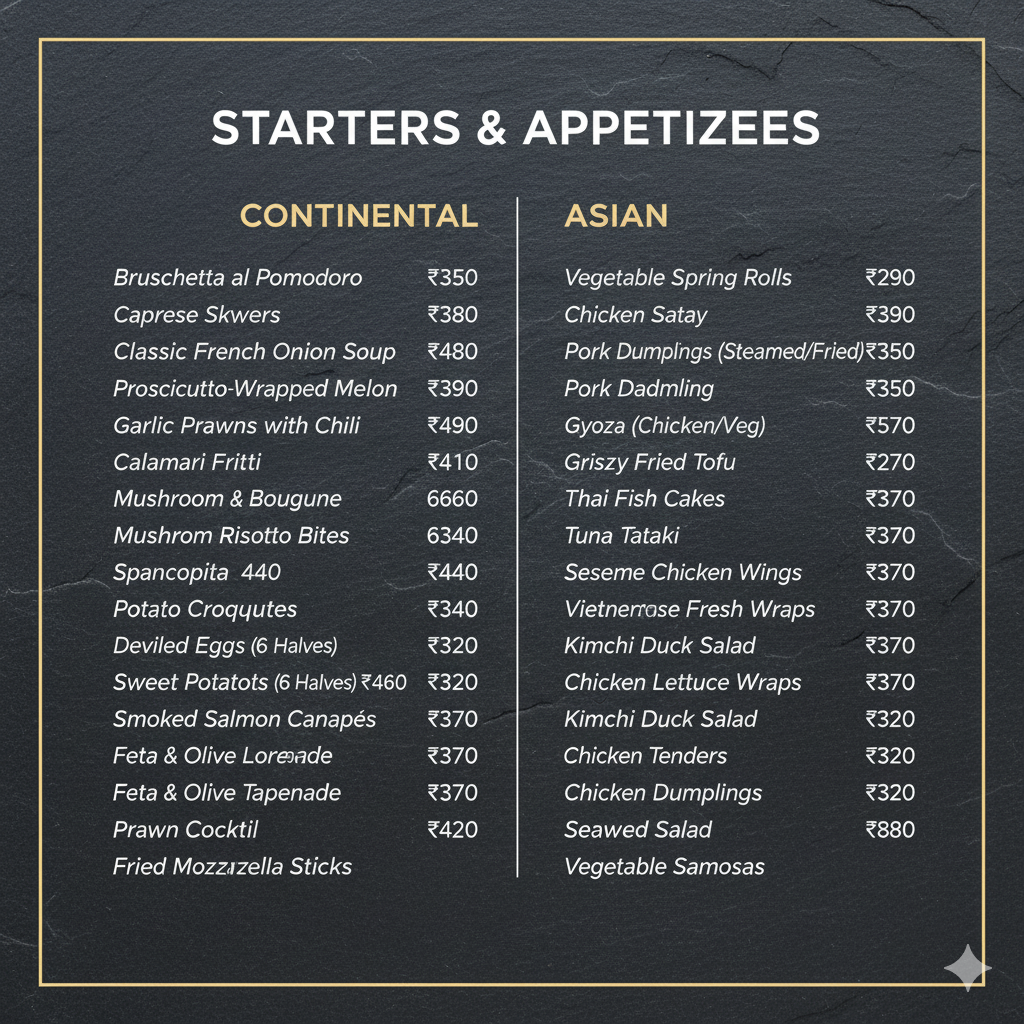 STARTERS & APPETIZEES
CONTINENTAL
Bruschetta al Pomodoro ₹350
Caprese Skwers ₹380
Classic French Onion Soup ₹480
Proscicutto-Wrapped Melon ₹390
Garlic Prawns with Chili ₹490
Calamari Fritti ₹410
Mushroom & Bougune 6660
Mushrom Risotto Bites 6340
Spancopita 440 ₹440
Potato Croqqutes ₹340
Deviled Eggs (6 Halves) ₹320
Sweet Potatots (6 Halves) ₹460 ₹320
Smoked Salmon Canapés ₹370
Feta & Olive ₹370
Feta & Olive Tapenade ₹370
Prawn Cocktil ₹420
Fried Mozzarella Sticks
ASIAN
Vegetable Spring Rolls ₹290
Chicken Satay ₹390
Pork Dumplings (Steamed/Fried) ₹350
Pork Dadmling ₹350
Gyoza (Chicken/Veg) ₹570
Griszy Fried Tofu ₹270
Thai Fish Cakes ₹370
Tuna Tataki ₹370
Seseme Chicken Wings ₹370
Fresh Wraps ₹370
Kimchi Duck Salad ₹370
Chicken Lettuce Wraps ₹370
Kimchi Duck Salad ₹320
Chicken Tenders ₹320
Chicken Dumplings ₹320
Seawed Salad ₹880
Vegetable Samosas